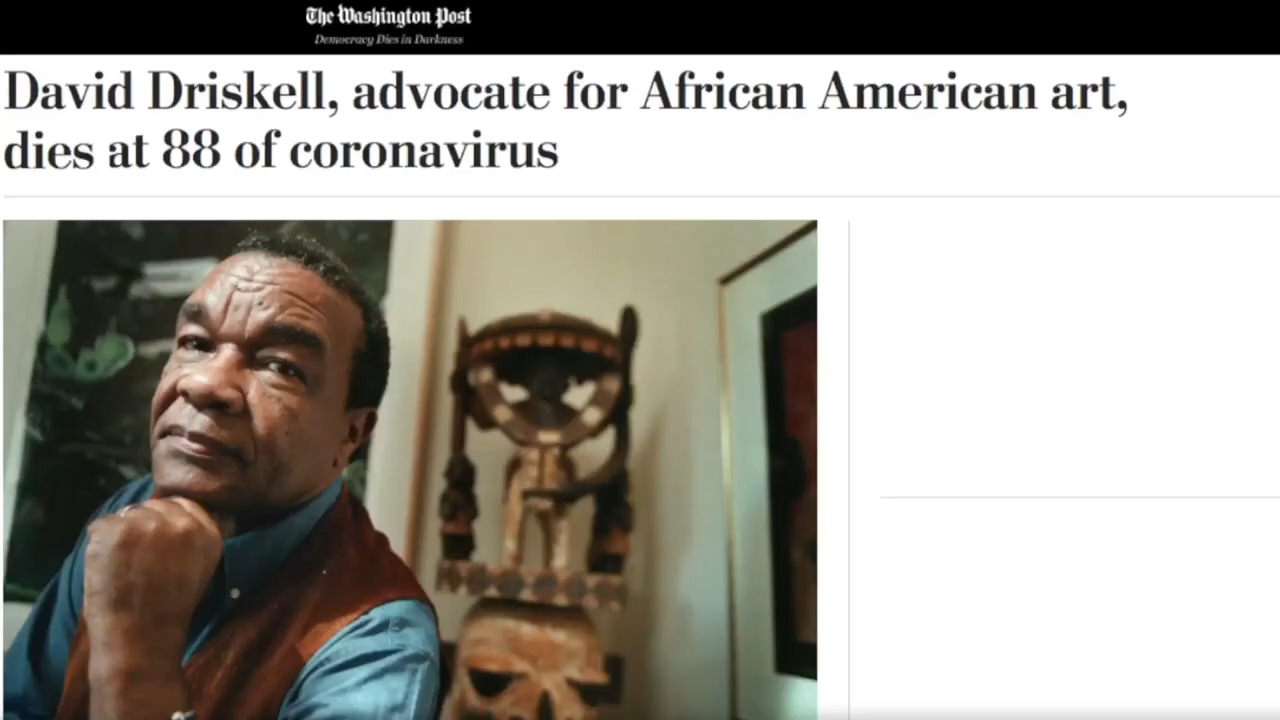 The Washington Post
Democracy Dies in Darkness
David Driskell, advocate for African American art,
dies at 88 of coronavirus